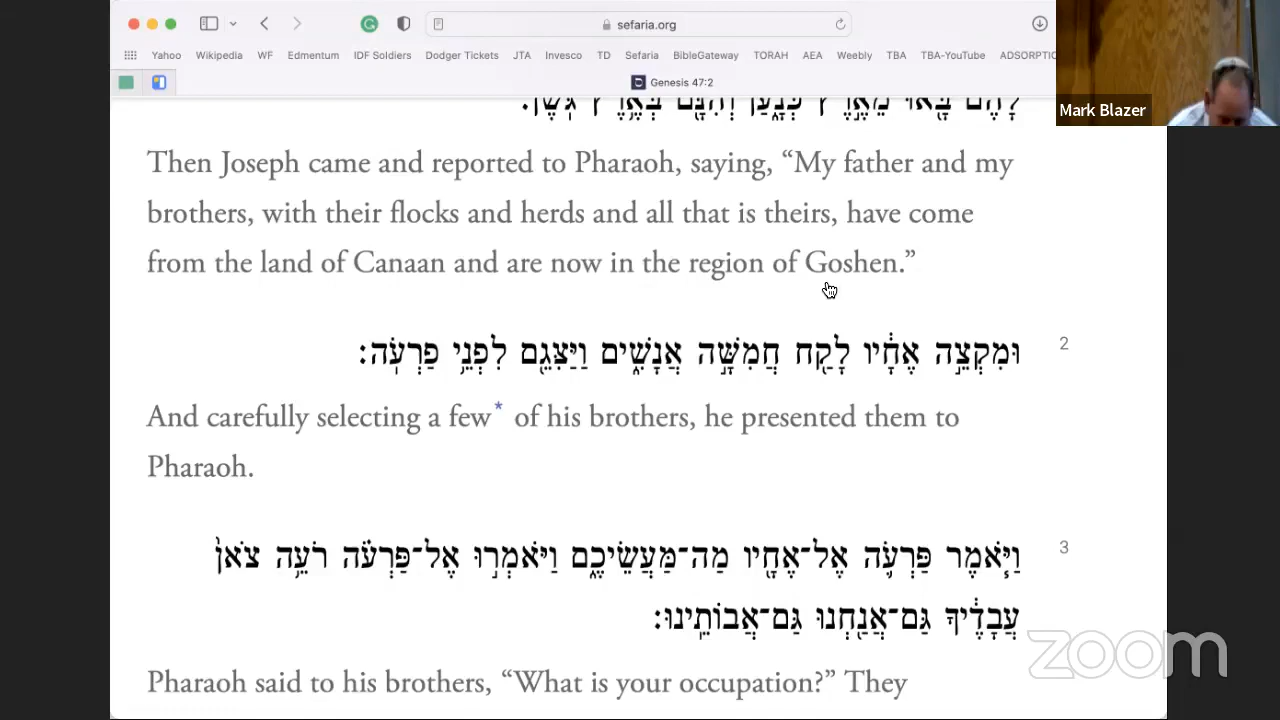 sefaria.org
Yahoo Wikipedia WF Edmentum IDF Soldiers Dodger Tickets JTA Invesco TD Sefaria BibleGateway TORAH AEA Weebly TBA TBA-YouTube ADSORPTIO
Genesis 47:2
Mark Blazer
לָהֶם בָּאוּ מֵאֶרֶץ כְּנָעַן וְהִנָּם בְּאֶרֶץ גֹּשֶׁן׃
Then Joseph came and reported to Pharaoh, saying, “My father and my
brothers, with their flocks and herds and all that is theirs, have come
from the land of Canaan and are now in the region of Goshen.”
וּמִקְצֵ֣ה אֶחָ֔יו לָקַ֖ח חֲמִשָּׁ֣ה אֲנָשִׁ֑ים וַיַּצִּגֵ֖ם לִפְנֵ֥י פַרְעֹֽה׃ 2
And carefully selecting a few* of his brothers, he presented them to
Pharaoh.
וַיֹּ֧אמֶר פַּרְעֹ֛ה אֶל־אֶחָ֖יו מַה־מַּעֲשֵׂיכֶ֑ם וַיֹּאמְר֣וּ אֶל־פַּרְעֹ֗ה רֹעֵ֥ה צֹאן֙ 3
עֲבָדֶ֔יךָ גַּם־אֲנַ֖חְנוּ גַּם־אֲבוֹתֵֽינוּ׃
Pharaoh said to his brothers, “What is your occupation?” They
zoom